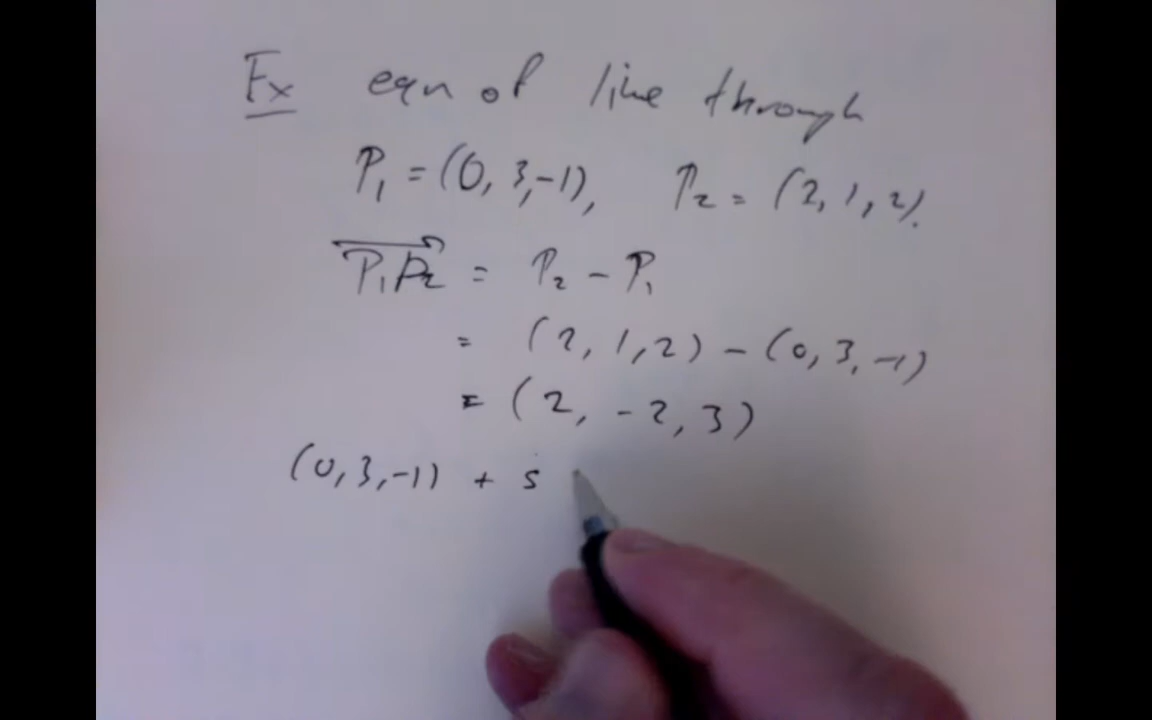 Ex eqn of line through
P₁ = (0, 3, -1), P₂ = (2, 1, 2).
P₁P₂ = P₂ - P₁
= (2, 1, 2) - (0, 3, -1)
= (2, -2, 3)
(0, 3, -1) + s